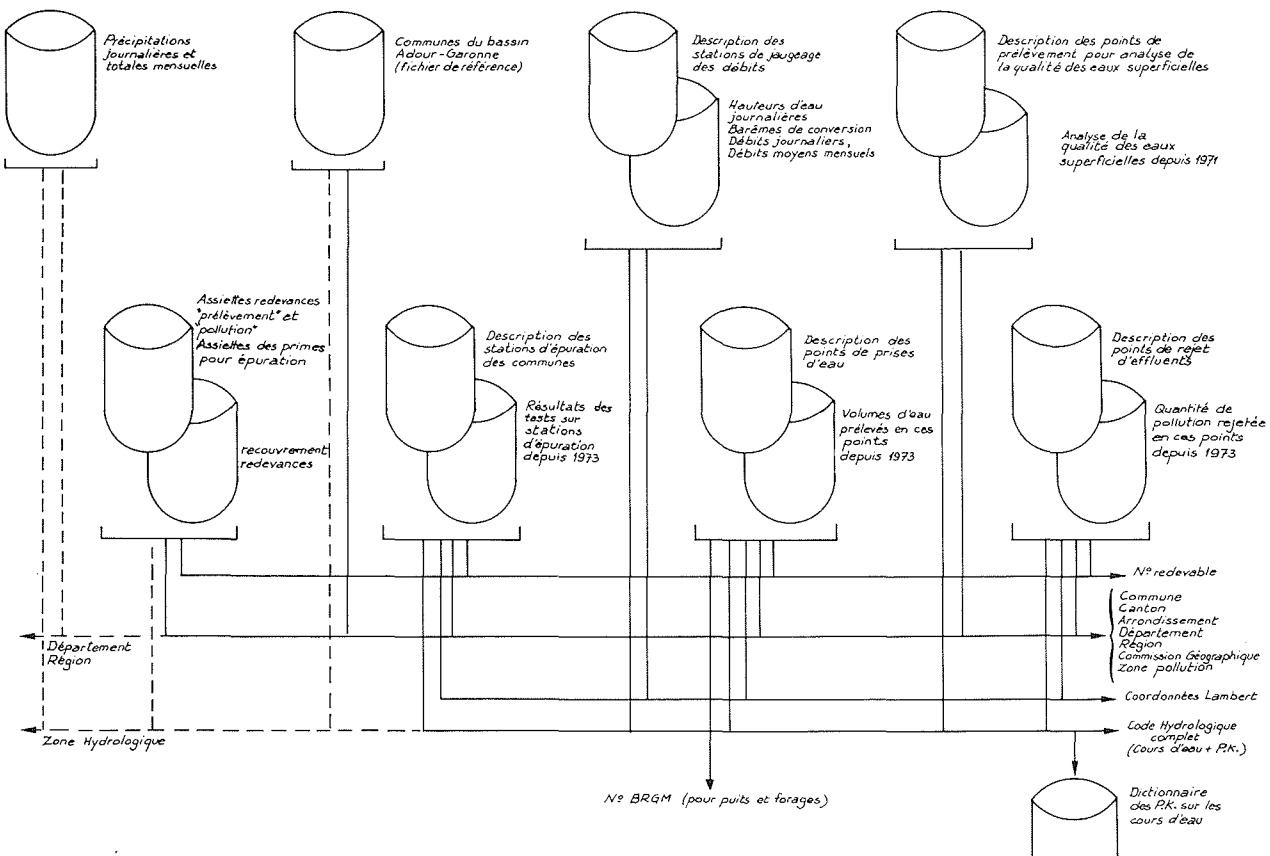 Précipitations
journalières et
totales mensuelles
Communes du bassin
Adour-Garonne
(fichier de référence)
Description des
stations de jaugeage
des débits
Hauteurs d'eau
journalières
Barêmes de conversion
Débits journaliers,
Débits moyens mensuels
Description des points de
prélèvement pour analyse de
la qualité des eaux superficielles
Analyse de la
qualité des eaux
superficielles depuis 1971
Assiettes redevances
"prélèvement" et
pollution"
Assiettes des primes
pour épuration
recouvrement
redevances
Description des
stations d'épuration
des communes
Résultats des
tests sur
stations
d'épuration
depuis 1973
Description des
points de prises
d'eau
Volumes d'eau
prélevés en ces
points
depuis 1973
Description des
points de rejet
d'effluents
Quantité de
pollution rejetée
en ces points
depuis 1973
Nº redevable
Commune
Canton
Arrondissement
Département
Région
Commission Géographique
Zone pollution
Département
Région
Coordonntes Lambert
Zone Hydrologique
Code Hydrologique
complet
(Cours d'eau + P.K.)
Nº BRGM (pour puits et forages)
Dictionnaire
des P.K. sur les
cours d'eau